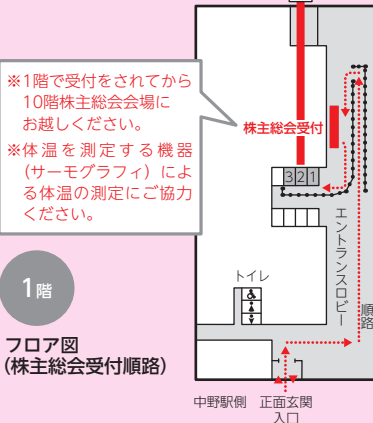 ※1階で受付をされてから
10階株主総会会場に
お越しください。
※体温を測定する機器
(サーモグラフィ)によ
る体温の測定にご協力
ください。
株主総会受付
3 2 1
エントランスロビー
順路
トイレ
1階
フロア図
(株主総会受付順路)
中野駅側
正面玄関
入口